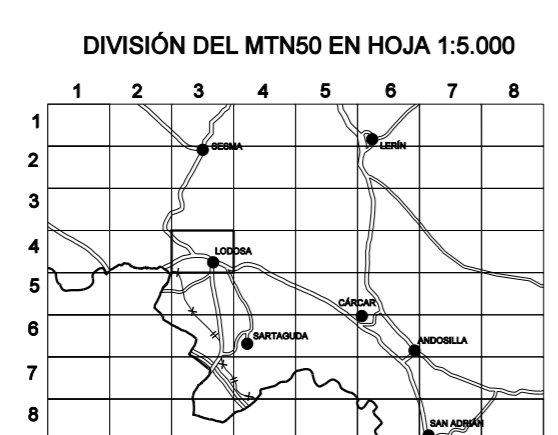 DIVISIÓN DEL MTN50 EN HOJA 1:5.000
1 2 3 4 5 6 7 8
1
SESMA
LERÍN
2
3
4
LODOSA
5
CÁRCAR
6
SARTAGUDA
ANDOSILLA
7
8
SAN ADRIÁN